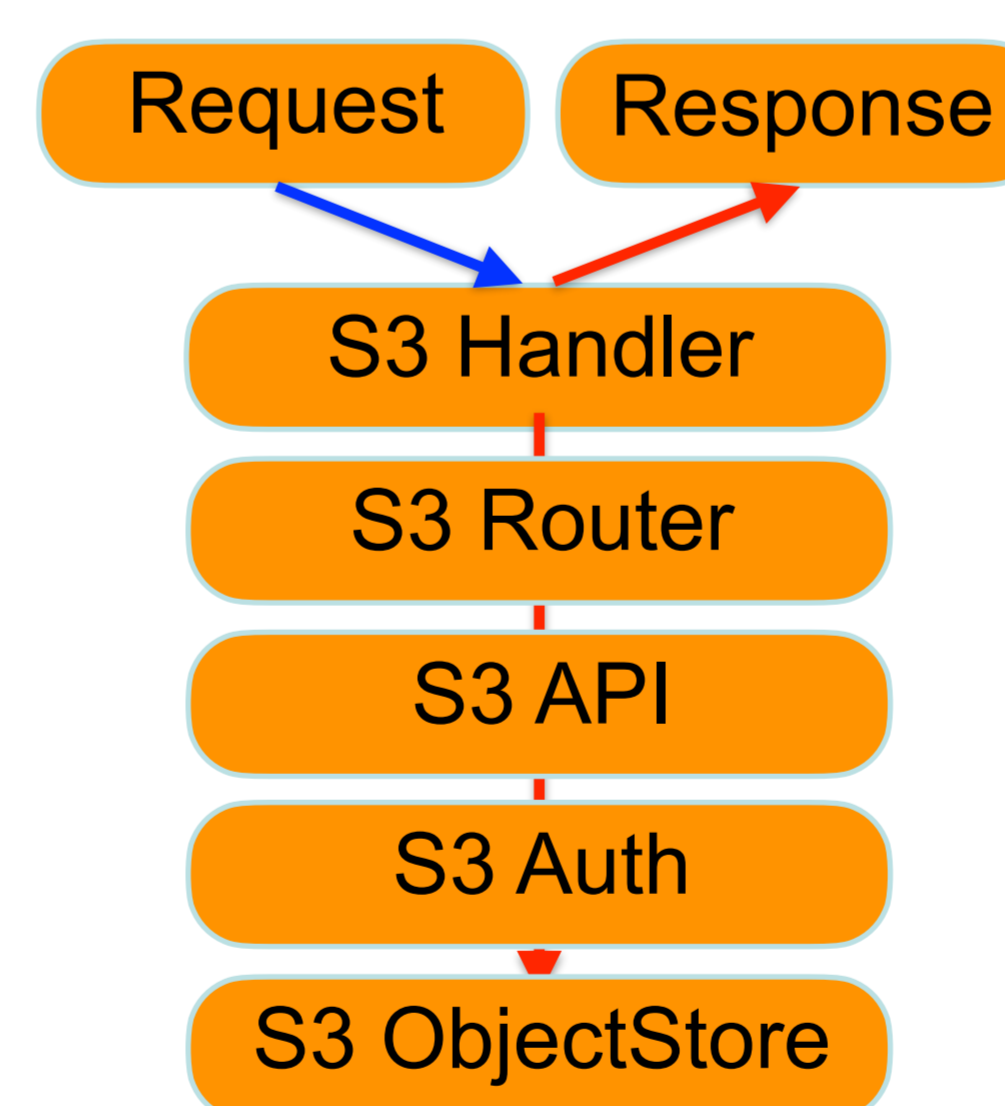 Request
Response
S3 Handler
S3 Router
S3 API
S3 Auth
S3 ObjectStore